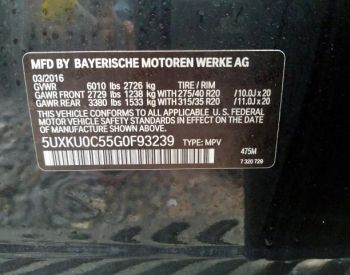 MFD BY BAYERISCHE MOTOREN WERKE AG
03/2016
GVWR 6010 lbs 2726 kg TIRE / RIM
GAWR FRONT 2729 lbs 1238 kg WITH 275/40 R20 /10.0J x 20
GAWR REAR 3380 lbs 1533 kg WITH 315/35 R20 /11.0J x 20
THIS VEHICLE CONFORMS TO ALL APPLICABLE U. S. FEDERAL
MOTOR VEHICLE SAFETY STANDARDS IN EFFECT ON THE
DATE OF MANUFACTURE SHOWN ABOVE.
5UXKU0C55G0F93239 TYPE: MPV
475M
7 320 729